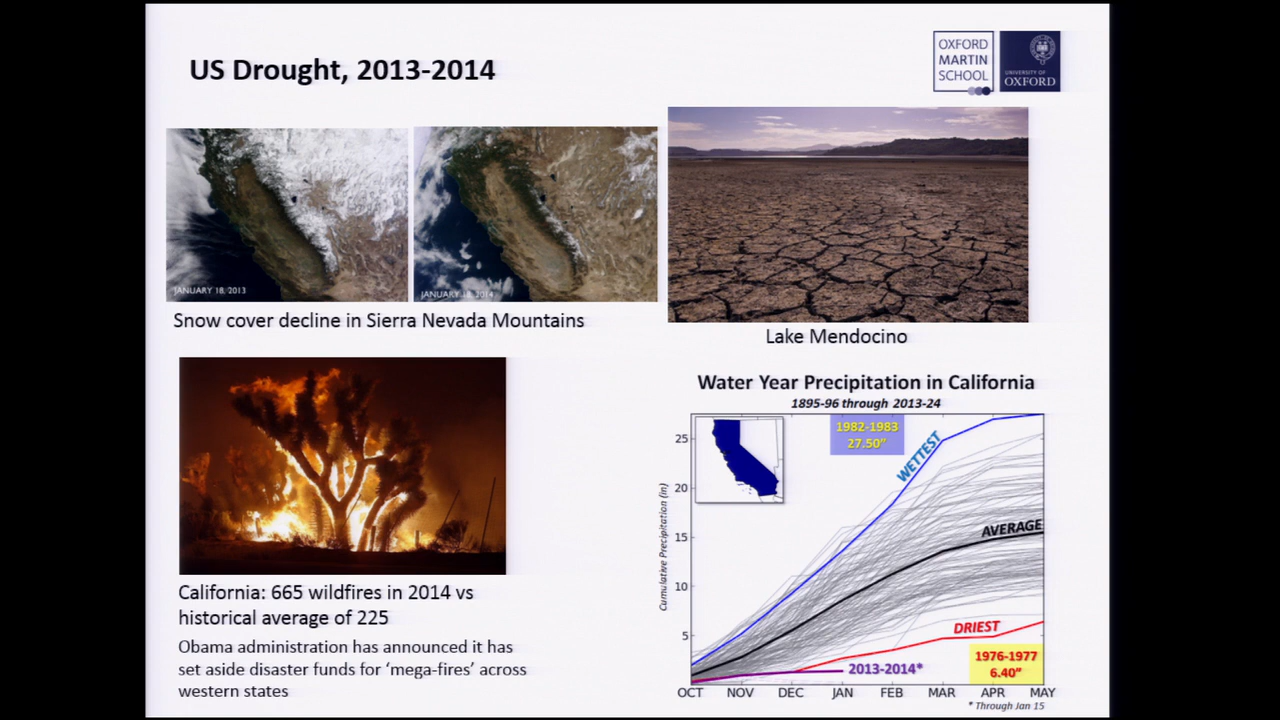 US Drought, 2013-2014
OXFORD
MARTIN
SCHOOL
UNIVERSITY OF
OXFORD
JANUARY 18, 2013
JANUARY 18, 2014
Snow cover decline in Sierra Nevada Mountains
Lake Mendocino
California: 665 wildfires in 2014 vs
historical average of 225
Obama administration has announced it has
set aside disaster funds for ‘mega-fires’ across
western states
Water Year Precipitation in California
1895-96 through 2013-24
Cumulative Precipitation (in)
25
20
15
10
5
1982-1983
27.50”
WETTEST
AVERAGE
DRIEST
1976-1977
6.40”
2013-2014*
OCT NOV DEC JAN FEB MAR APR MAY
* Through Jan 15